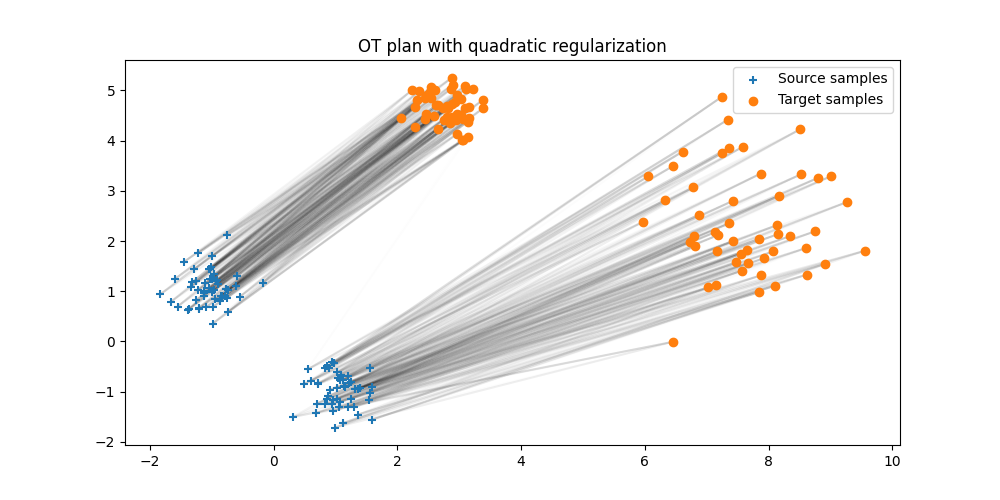 OT plan with quadratic regularization
Source samples
Target samples
5
4
3
2
1
0
−1
−2
−2 0 2 4 6 8 10